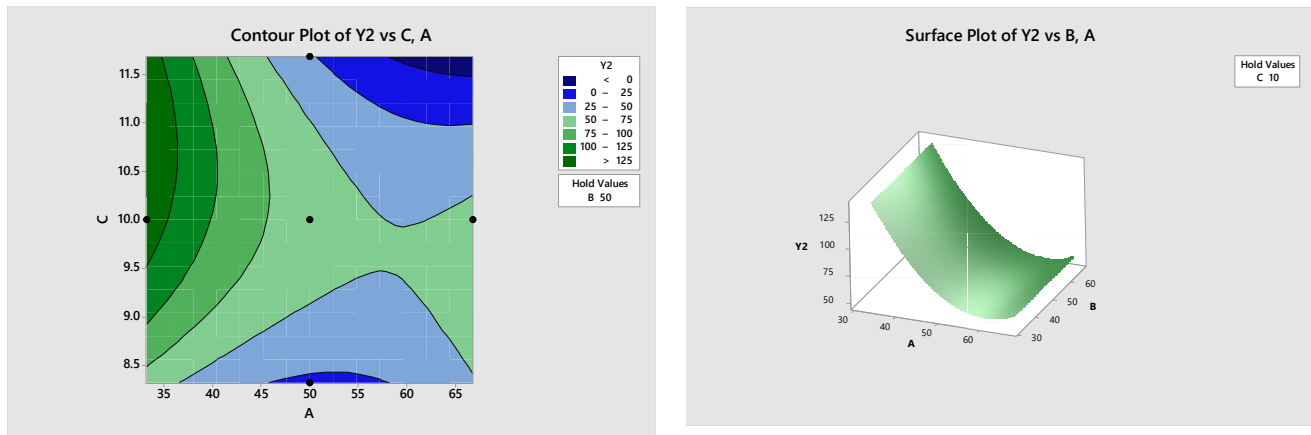 Contour Plot of Y2 vs C, A
11.5
11.0
10.5
10.0
9.5
9.0
8.5
C
35 40 45 50 55 60 65
A
Y2
< 0
0 – 25
25 – 50
50 – 75
75 – 100
100 – 125
> 125
Hold Values
B 50
Surface Plot of Y2 vs B, A
Hold Values
C 10
125
100
75
50
Y2
30
40
50
60
A
30
40
50
60
B